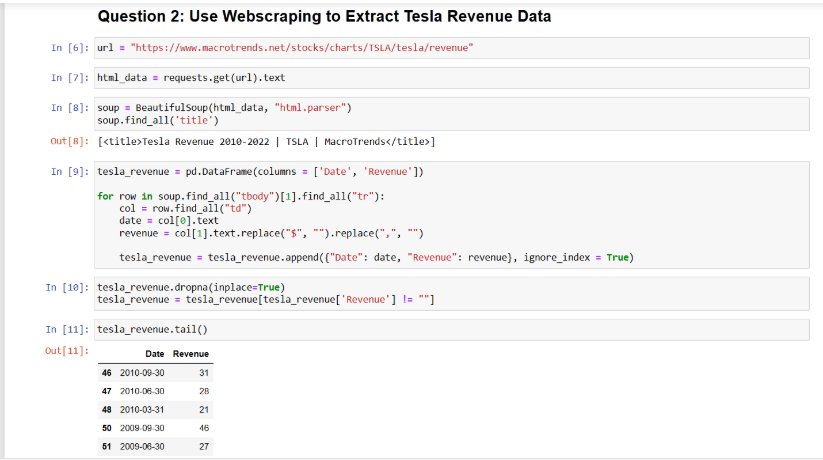 Question 2: Use Webscraping to Extract Tesla Revenue Data
In [6]: url = "https://www.macrotrends.net/stocks/charts/TSLA/tesla/revenue"
In [7]: html_data = requests.get(url).text
In [8]: soup = BeautifulSoup(html_data, "html.parser")
soup.find_all('title')
Out[8]: [<title>Tesla Revenue 2010-2022 | TSLA | MacroTrends</title>]
In [9]: tesla_revenue = pd.DataFrame(columns = ['Date', 'Revenue'])
for row in soup.find_all("tbody")[1].find_all("tr"):
col = row.find_all("td")
date = col[0].text
revenue = col[1].text.replace("$", "").replace(",", "")
tesla_revenue = tesla_revenue.append({"Date": date, "Revenue": revenue}, ignore_index = True)
In [10]: tesla_revenue.dropna(inplace=True)
tesla_revenue = tesla_revenue[tesla_revenue['Revenue'] != ""]
In [11]: tesla_revenue.tail()
Out[11]:
Date Revenue
46 2010-09-30 31
47 2010-06-30 28
48 2010-03-31 21
50 2009-09-30 46
51 2009-06-30 27